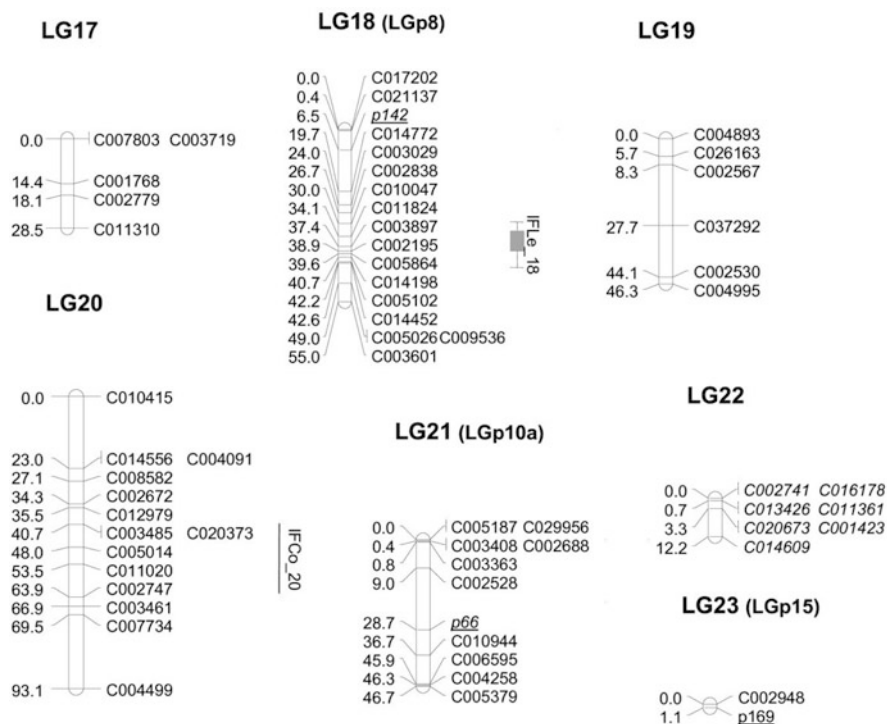 LG17
0.0 C007803 C003719
14.4 C001768
18.1 C002779
28.5 C011310
LG18 (LGp8)
0.0 C017202
0.4 C021137
6.5 p142
19.7 C014772
24.0 C003029
26.7 C002838
30.0 C010047
34.1 C011824
37.4 C003897
38.9 C002195
39.6 C005864
40.7 C014198
42.2 C005102
42.6 C014452
49.0 C005026 C009536
55.0 C003601
IFLe_18
LG19
0.0 C004893
5.7 C026163
8.3 C002567
27.7 C037292
44.1 C002530
46.3 C004995
LG20
0.0 C010415
23.0 C014556 C004091
27.1 C008582
34.3 C002672
35.5 C012979
40.7 C003485 C020373
48.0 C005014
53.5 C011020
63.9 C002747
66.9 C003461
69.5 C007734
93.1 C004499
IFCo_20
LG21 (LGp10a)
0.0 C005187 C029956
0.4 C003408 C002688
0.8 C003363
9.0 C002528
28.7 p66
36.7 C010944
45.9 C006595
46.3 C004258
46.7 C005379
LG22
0.0 C002741 C016178
0.7 C013426 C011361
3.3 C020673 C001423
12.2 C014609
LG23 (LGp15)
0.0 C002948
1.1 p169